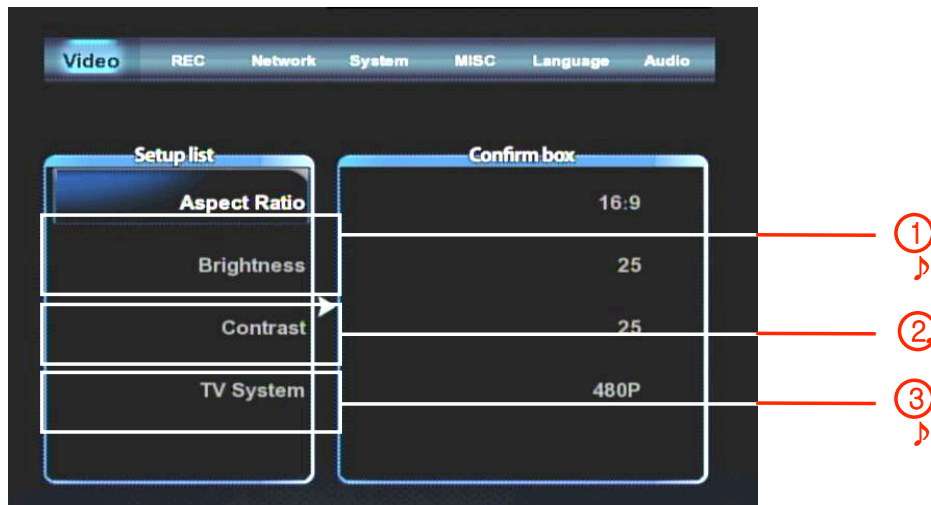 Video REC Network System MISC Language Audio
Setup list Confirm box
Aspect Ratio 16:9
①
Brightness 25
Contrast 25
②
TV System 480P
③